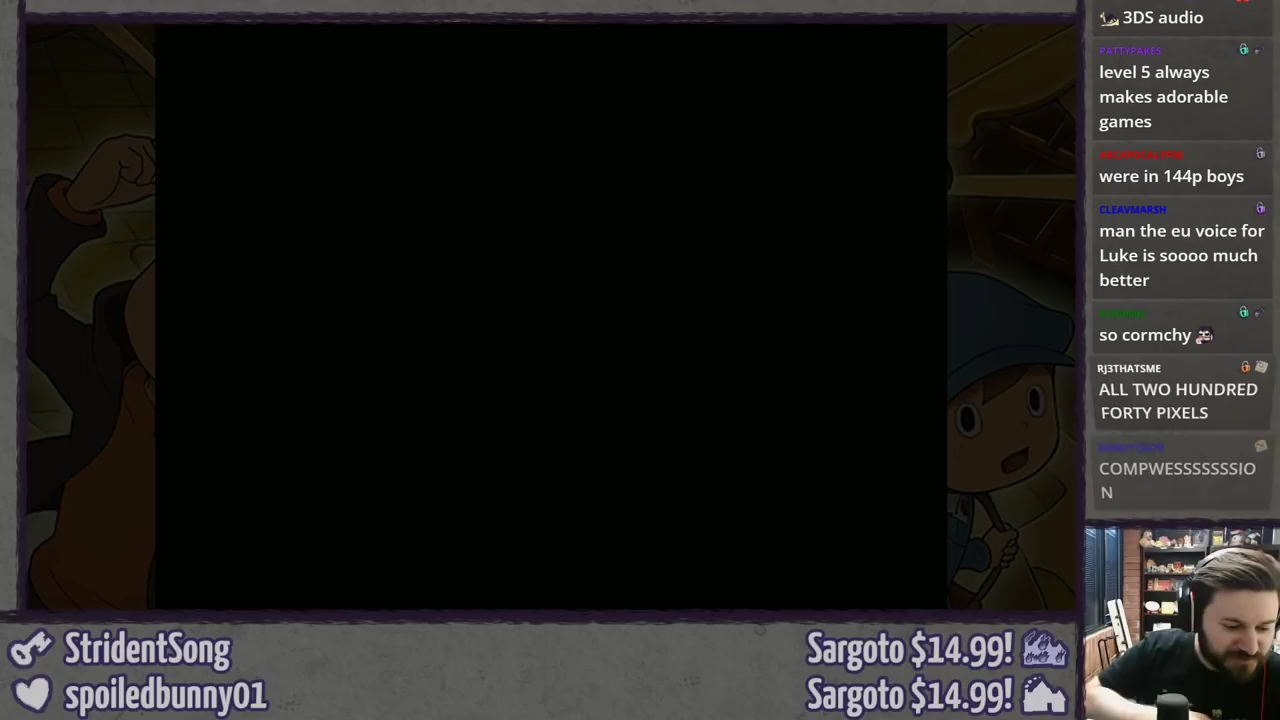 3DS audio
PATTYPAKES
level 5 always
makes adorable
games
were in 144p boys
CLEAVMARSH
man the eu voice for
Luke is soooo much
better
so cormchy
RJ3THATSME
ALL TWO HUNDRED
FORTY PIXELS
COMPWESSSSSSSIO
N
StridentSong
spoiledbunny01
Sargoto $14.99!
Sargoto $14.99!